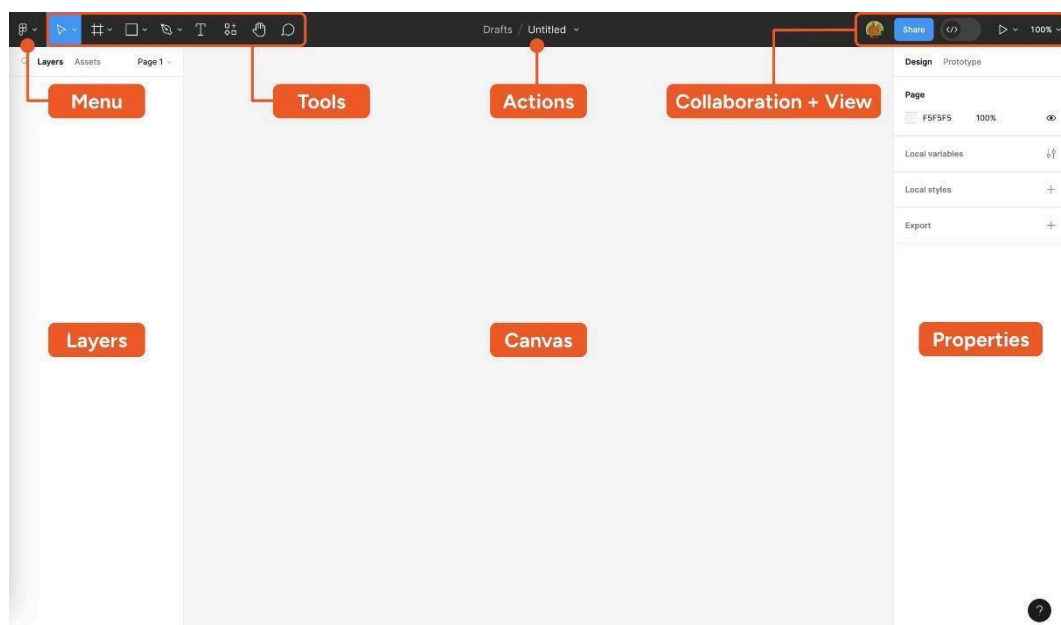 Drafts / Untitled
Share
100%
Layers Assets Page 1
Design Prototype
Menu
Tools
Actions
Collaboration + View
Page
F5F5F5 100%
Local variables
Local styles
Export
Layers
Canvas
Properties
?